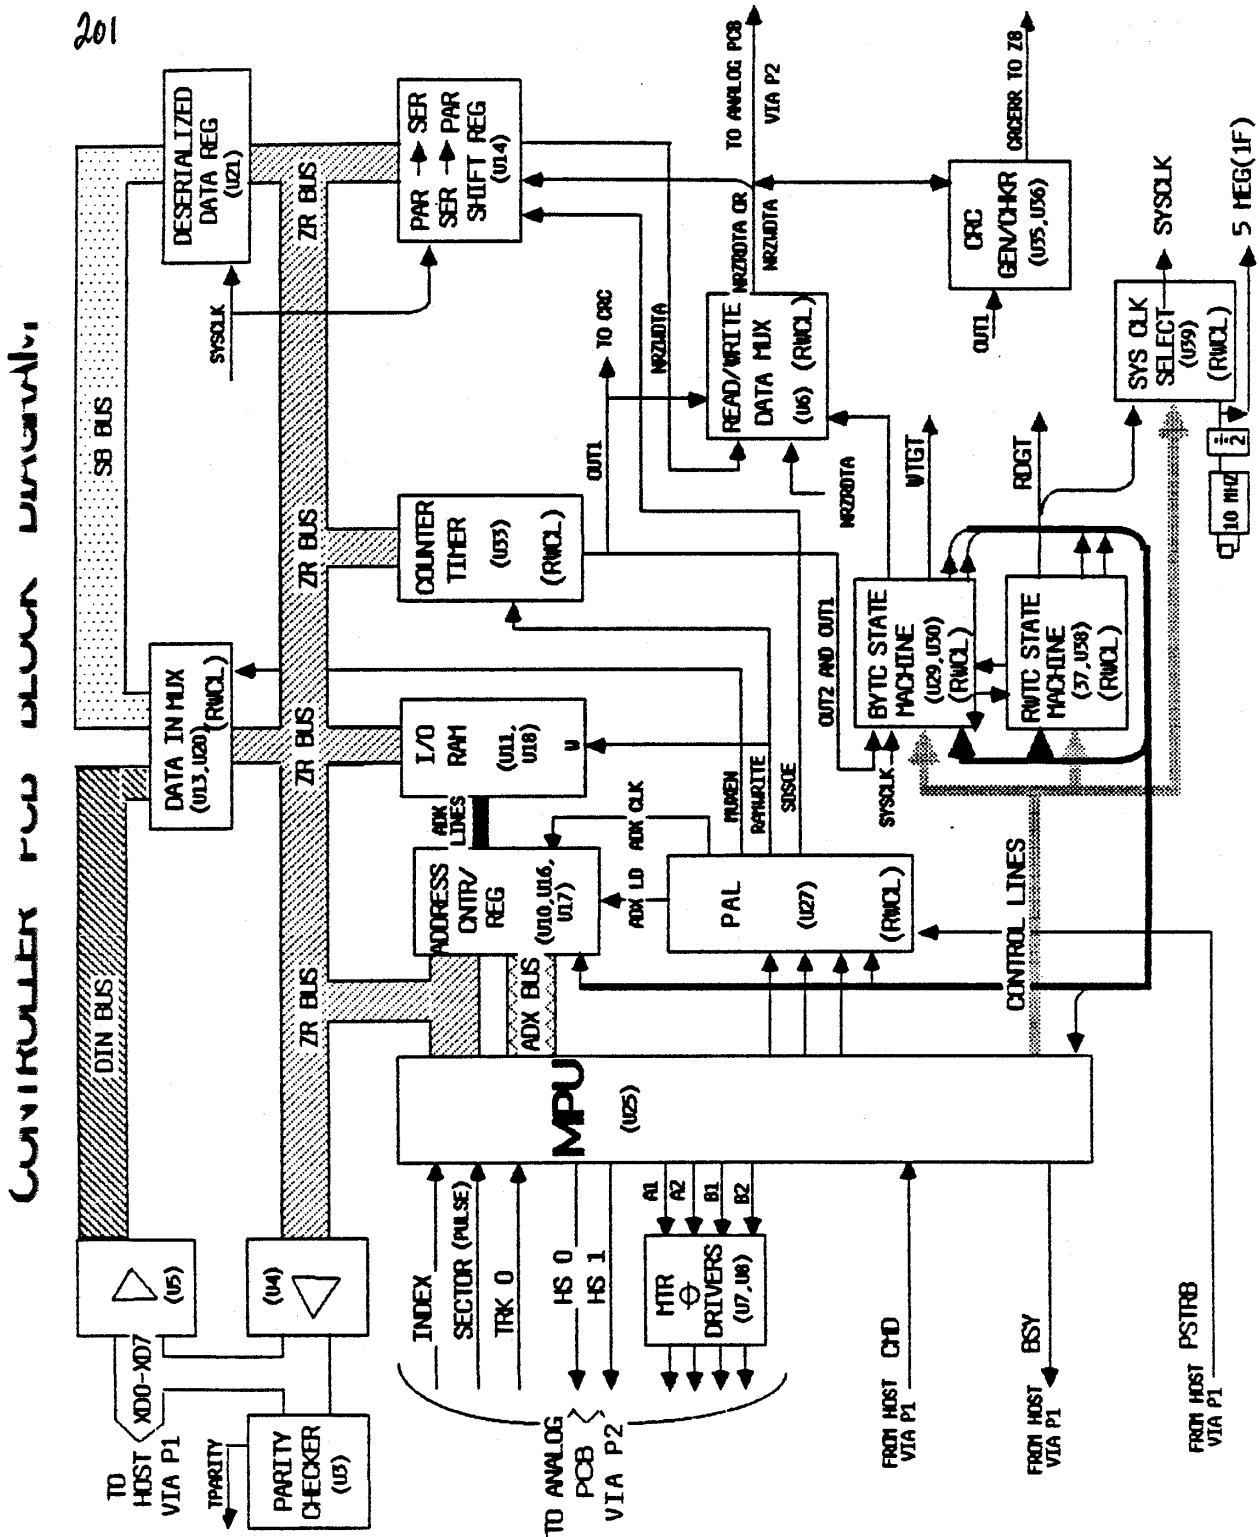 201
CONTROLLER PCB BLOCK DIAGRAM
TO
HOST
VIA P1
XD0-XD7
(U5)
DIN BUS
DATA IN MUX
(U13,U20)
(RWCL)
SB BUS
DESERIALIZED
DATA REG
(U21)
TPARITY
PARITY
CHECKER
(U3)
(U4)
ZR BUS
ZR BUS
ZR BUS
ZR BUS
SYSCLK
INDEX
SECTOR (PULSE)
TRK 0
HS 0
HS 1
TO ANALOG
PCB
VIA P2
MTR
Φ
DRIVERS
(U7,U8)
A1
A2
B1
B2
MPU
(U25)
ADX BUS
ADDRESS
CNTR/
REG
(U10,U16,
U17)
ADX
LINES
I/O
RAM
(U11,
U18)
W
COUNTER
TIMER
(U33)
(RWCL)
PAR → SER
SER → PAR
SHIFT REG
(U14)
ADX LD
ADX CLK
PAL
(U27)
(RWCL)
MUXEN
RAMWRITE
SDSOE
OUT1
TO CRC
NRZWDTA
READ/WRITE
DATA MUX
(U6) (RWCL)
NRZRDTA
NRZRDTA OR
NRZWDTA
TO ANALOG PCB
VIA P2
OUT2 AND OUT1
SYSCLK
BYTC STATE
MACHINE
(U29,U30)
(RWCL)
WTGT
OUT1
CRC
GEN/CHKR
(U35,U36)
CRCERR TO Z8
RWTC STATE
MACHINE
(37,U38)
(RWCL)
RDGT
CONTROL LINES
SYS CLK
SELECT
(U39)
(RWCL)
SYSCLK
10 MHZ
÷2
5 MEG(1F)
FROM HOST
VIA P1
CMD
FROM HOST
VIA P1
BSY
FROM HOST
VIA P1
PSTRB